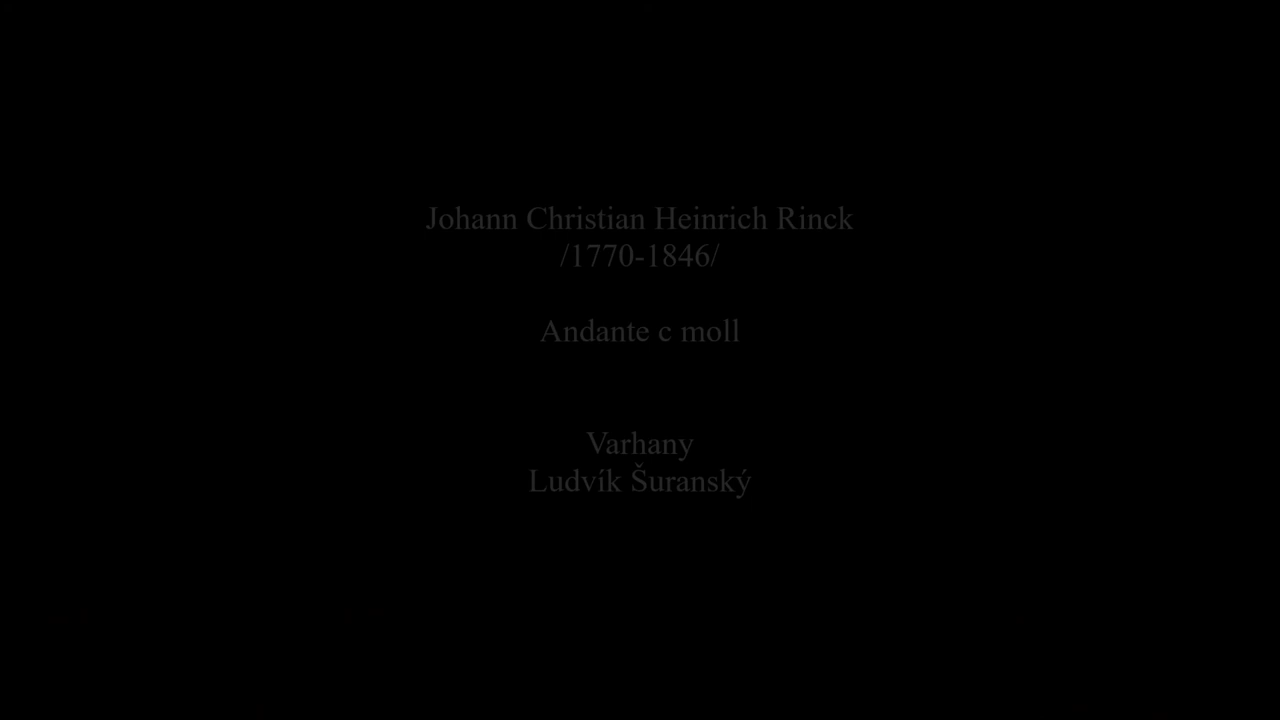 Johann Christian Heinrich Rinck
/1770-1846/
Andante c moll
Varhany
Ludvík Šuranský